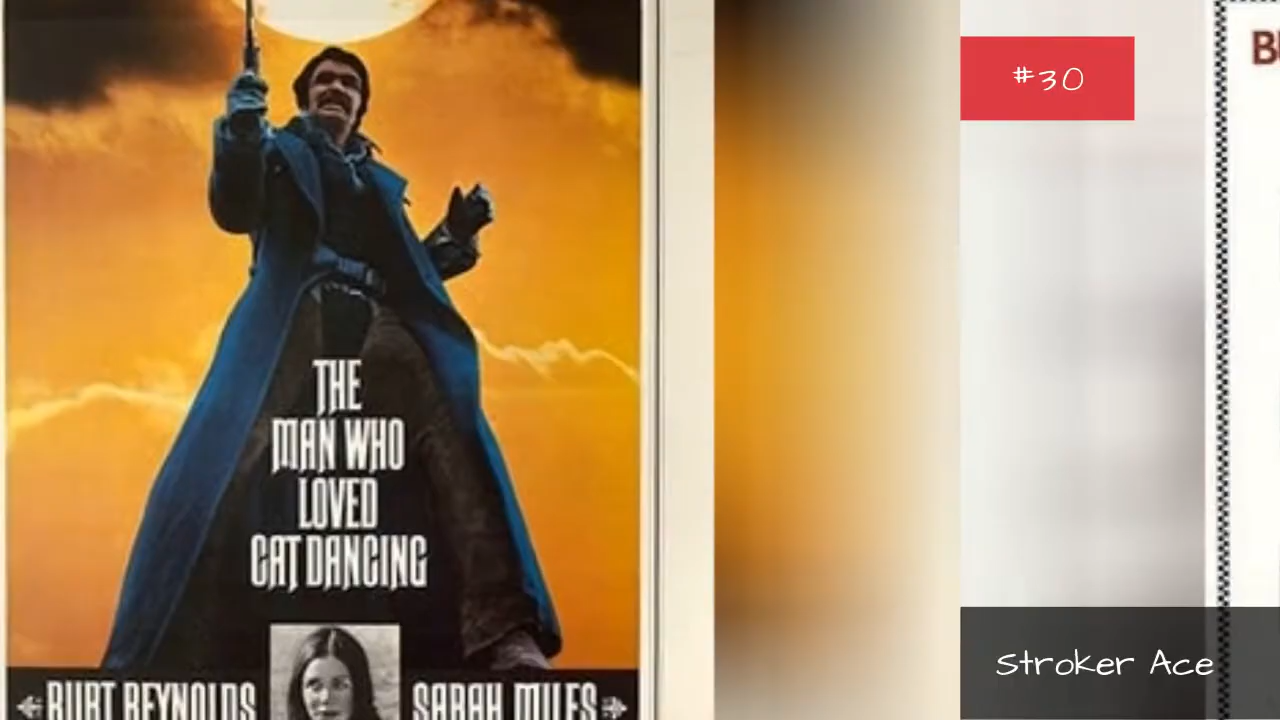 THE
MAN WHO
LOVED
CAT DANCING
BURT REYNOLDS
SARAH MILES
#30
Stroker Ace